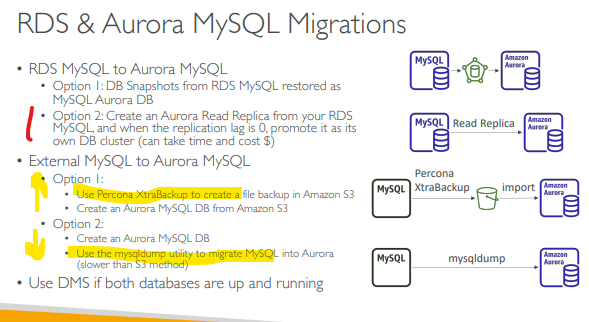 RDS & Aurora MySQL Migrations
• RDS MySQL to Aurora MySQL
• Option 1: DB Snapshots from RDS MySQL restored as
MySQL Aurora DB
• Option 2: Create an Aurora Read Replica from your RDS
MySQL, and when the replication lag is 0, promote it as its
own DB cluster (can take time and cost $)
• External MySQL to Aurora MySQL
• Option 1:
• Use Percona XtraBackup to create a file backup in Amazon S3
• Create an Aurora MySQL DB from Amazon S3
• Option 2:
• Create an Aurora MySQL DB
• Use the mysqldump utility to migrate MySQL into Aurora
(slower than S3 method)
• Use DMS if both databases are up and running
MySQL
Amazon
Aurora
MySQL
Read Replica
Amazon
Aurora
MySQL
Percona
XtraBackup
import
Amazon
Aurora
MySQL
mysqldump
Amazon
Aurora